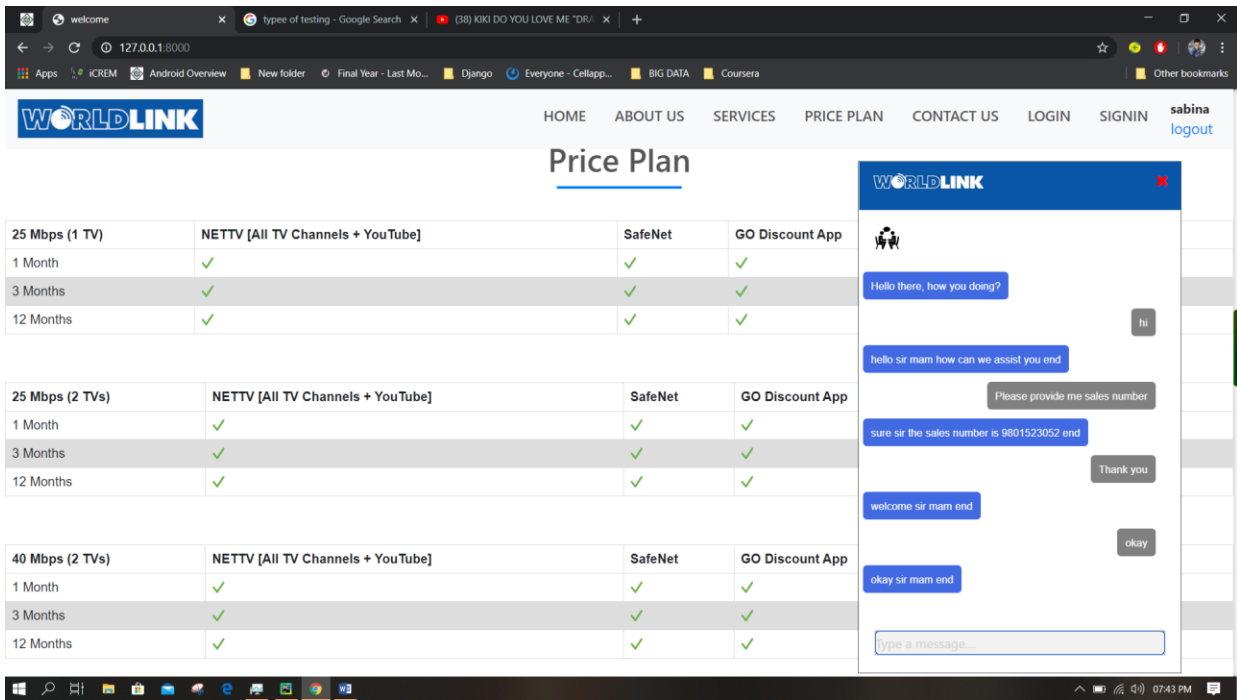 welcome
typee of testing - Google Search
(38) KIKI DO YOU LOVE ME "DRA
127.0.0.1:8000
Apps iCREM Android Overview New folder Final Year - Last Mo... Django Everyone - Cellapp... BIG DATA Coursera Other bookmarks
WORLDLINK
HOME ABOUT US SERVICES PRICE PLAN CONTACT US LOGIN SIGNIN sabina
logout
Price Plan
25 Mbps (1 TV) NETTV [All TV Channels + YouTube] SafeNet GO Discount App
1 Month
3 Months
12 Months
25 Mbps (2 TVs) NETTV [All TV Channels + YouTube] SafeNet GO Discount App
1 Month
3 Months
12 Months
40 Mbps (2 TVs) NETTV [All TV Channels + YouTube] SafeNet GO Discount App
1 Month
3 Months
12 Months
WORLDLINK
Hello there, how you doing?
hi
hello sir mam how can we assist you end
Please provide me sales number
sure sir the sales number is 9801523052 end
Thank you
welcome sir mam end
okay
okay sir mam end
Type a message...
07:43 PM